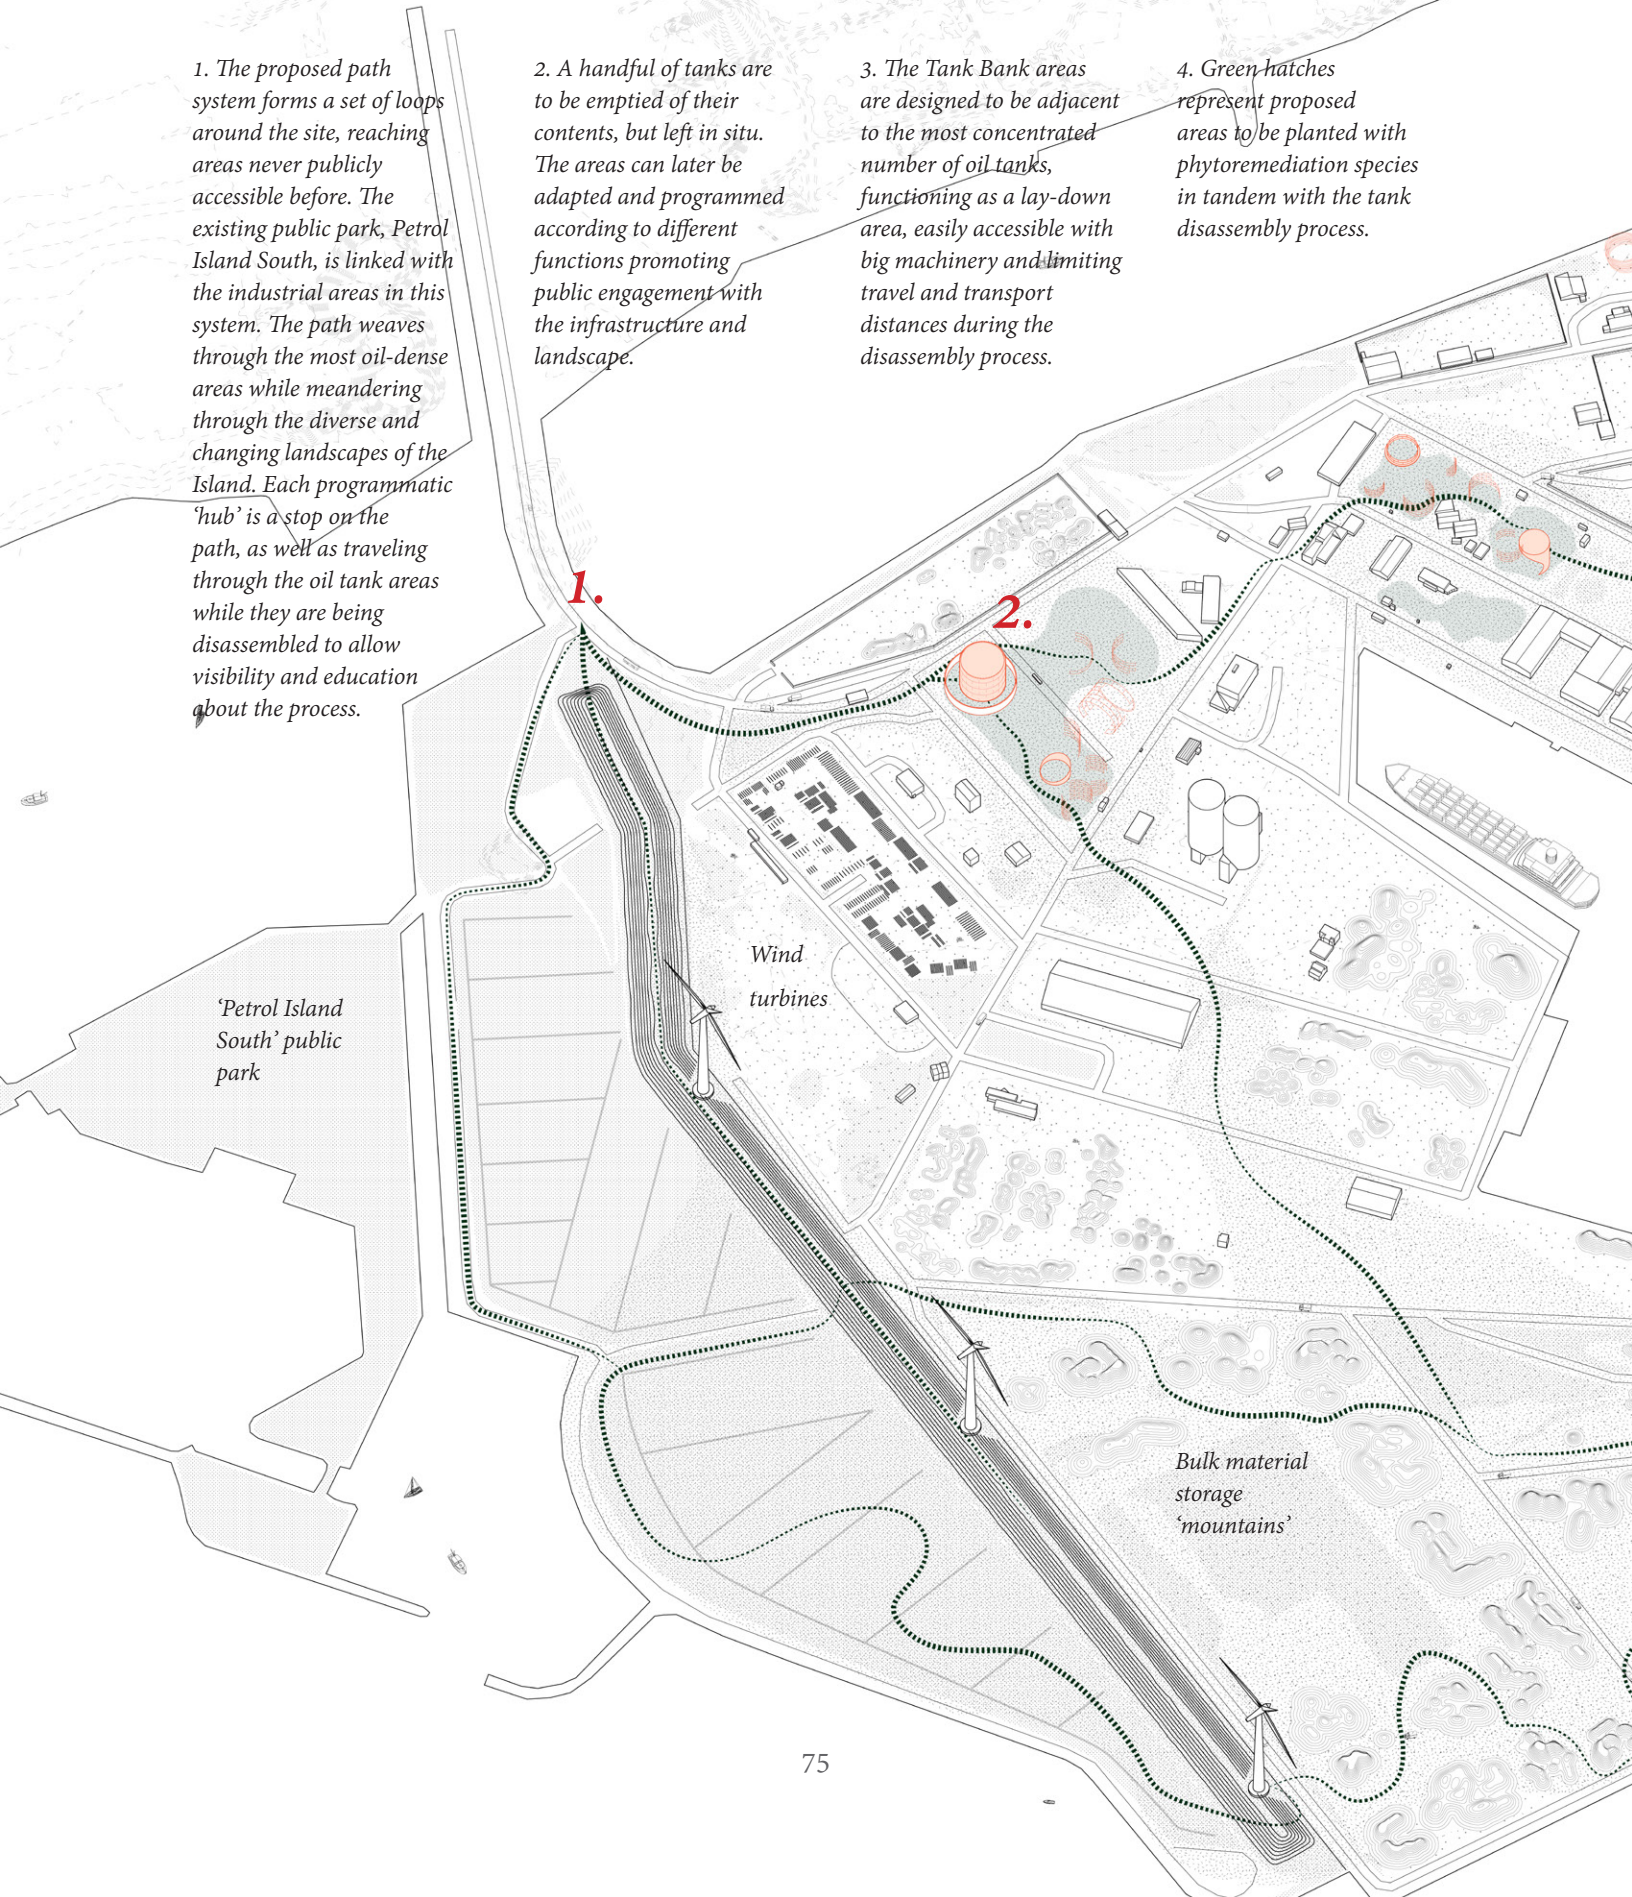 1. The proposed path
system forms a set of loops
around the site, reaching
areas never publicly
accessible before. The
existing public park, Petrol
Island South, is linked with
the industrial areas in this
system. The path weaves
through the most oil-dense
areas while meandering
through the diverse and
changing landscapes of the
Island. Each programmatic
‘hub’ is a stop on the
path, as well as traveling
through the oil tank areas
while they are being
disassembled to allow
visibility and education
about the process.
2. A handful of tanks are
to be emptied of their
contents, but left in situ.
The areas can later be
adapted and programmed
according to different
functions promoting
public engagement with
the infrastructure and
landscape.
3. The Tank Bank areas
are designed to be adjacent
to the most concentrated
number of oil tanks,
functioning as a lay-down
area, easily accessible with
big machinery and limiting
travel and transport
distances during the
disassembly process.
4. Green hatches
represent proposed
areas to be planted with
phytoremediation species
in tandem with the tank
disassembly process.
1.
2.
Wind
turbines
‘Petrol Island
South’ public
park
Bulk material
storage
‘mountains’
75